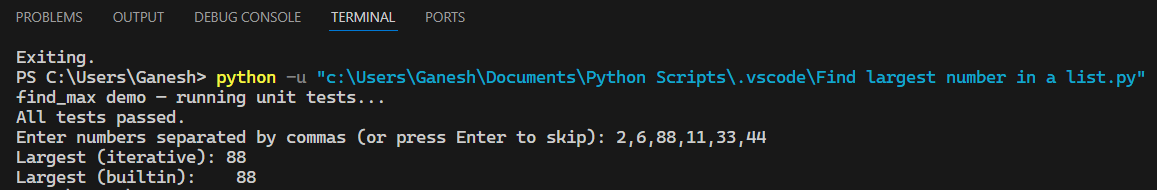 PROBLEMS OUTPUT DEBUG CONSOLE TERMINAL PORTS
Exiting.
PS C:\Users\Ganesh> python -u "c:\Users\Ganesh\Documents\Python Scripts\.vscode\Find largest number in a list.py"
find_max demo — running unit tests...
All tests passed.
Enter numbers separated by commas (or press Enter to skip): 2,6,88,11,33,44
Largest (iterative): 88
Largest (builtin):    88